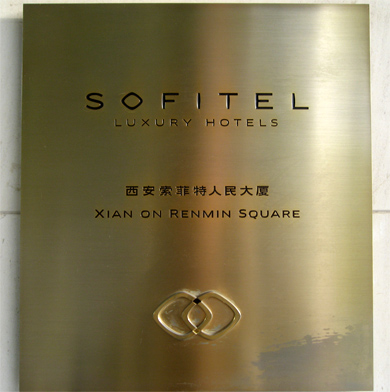 SOFITEL
LUXURY HOTELS
西安索菲特人民大厦
XIAN ON RENMIN SQUARE